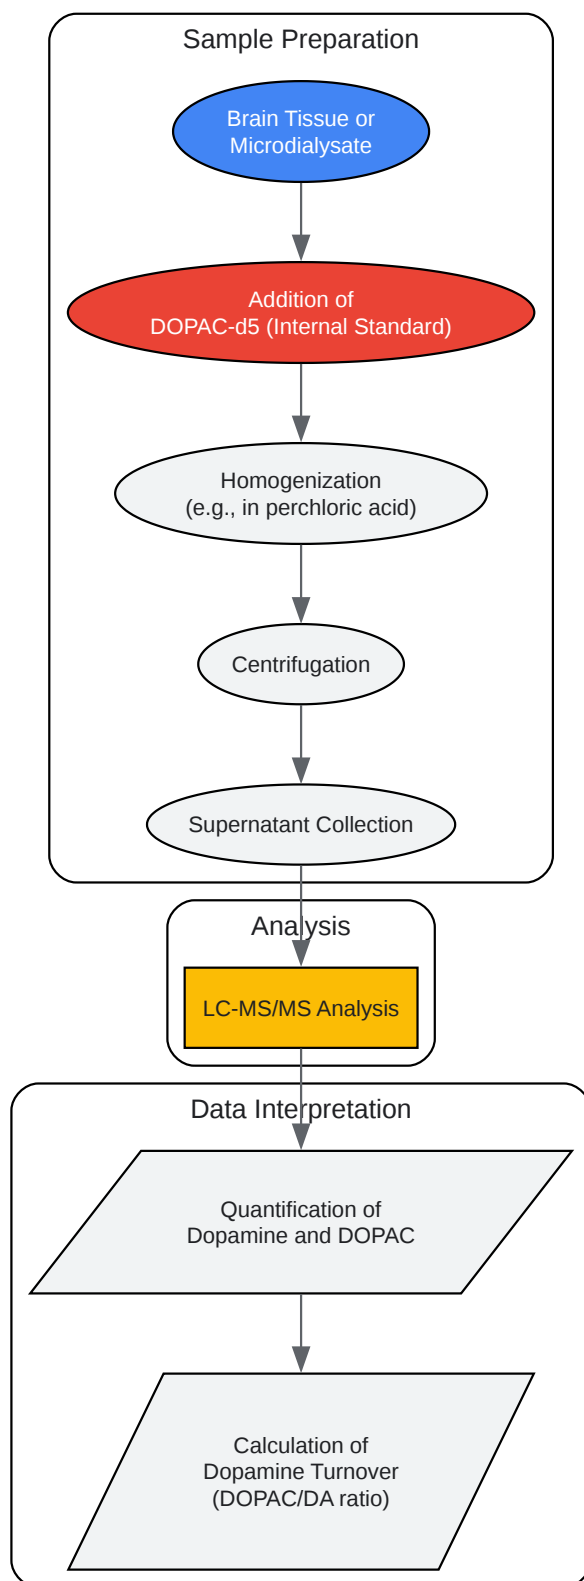 Sample Preparation
Brain Tissue or
Microdialysate
Addition of
DOPAC-d5 (Internal Standard)
Homogenization
(e.g., in perchloric acid)
Centrifugation
Supernatant Collection
Analysis
LC-MS/MS Analysis
Data Interpretation
Quantification of
Dopamine and DOPAC
Calculation of
Dopamine Turnover
(DOPAC/DA ratio)